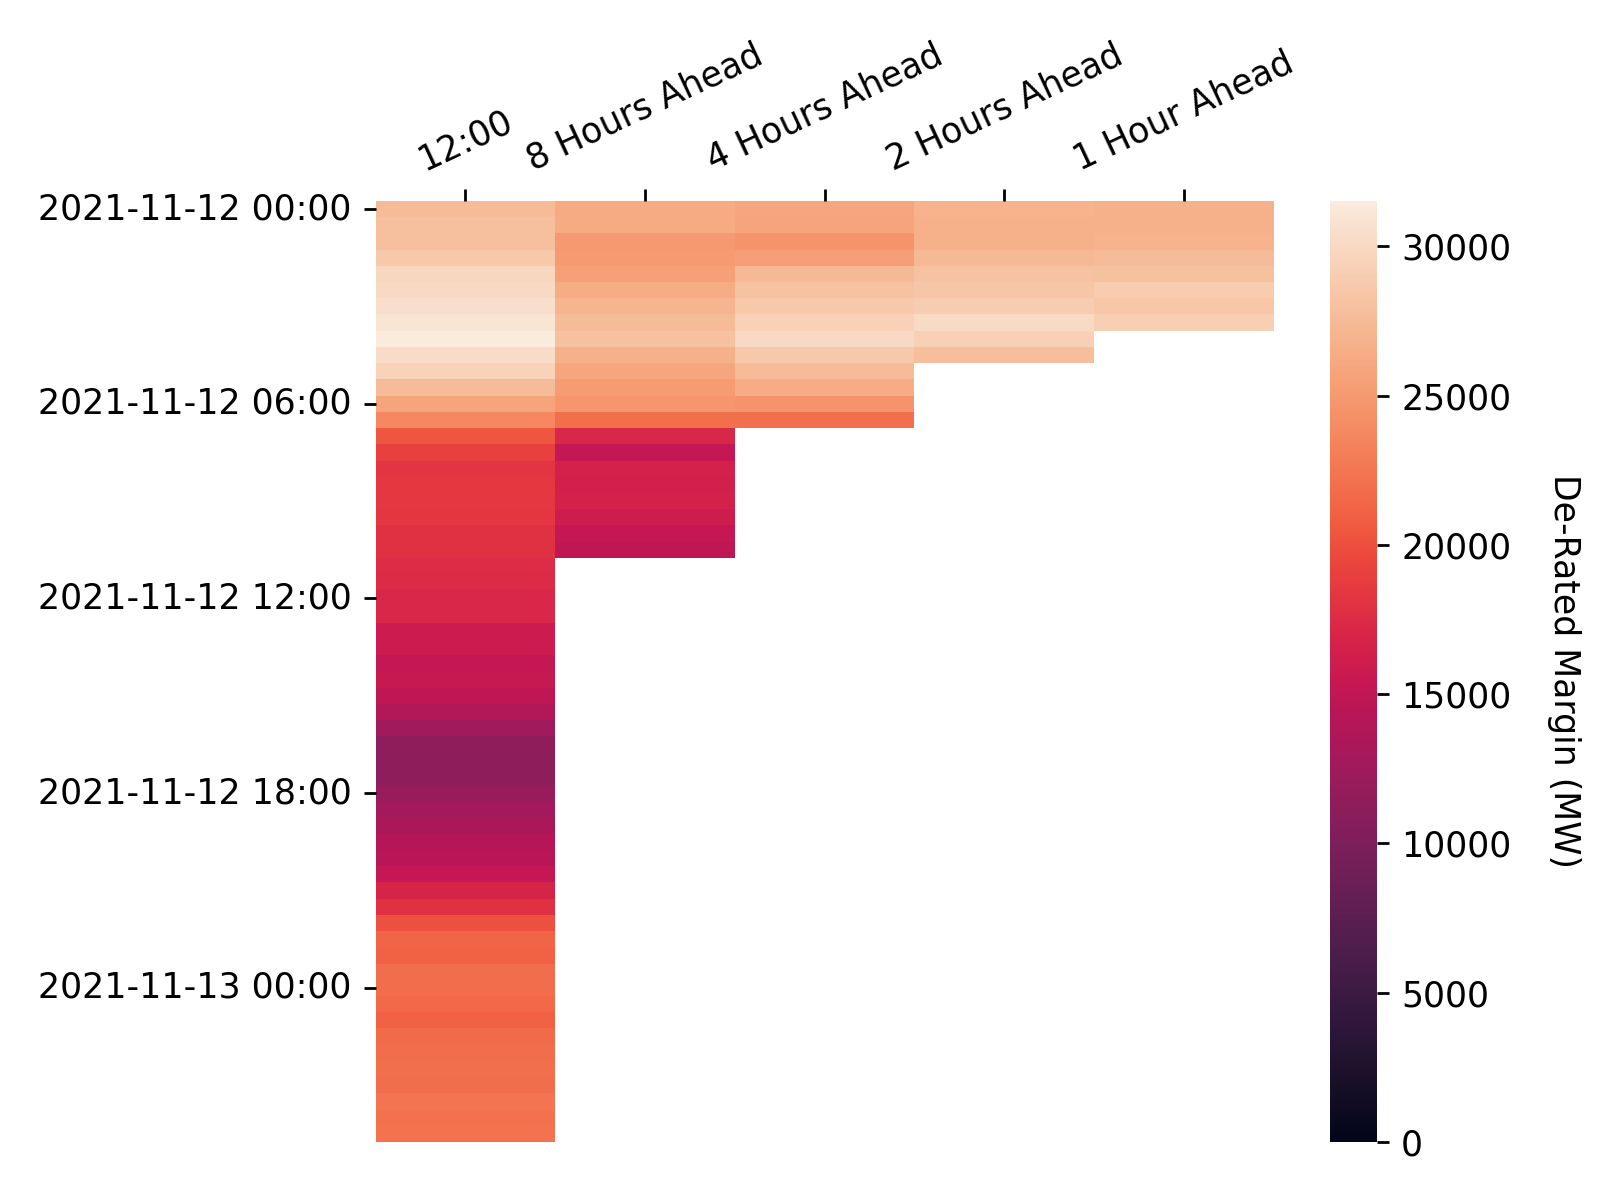 12:00
8 Hours Ahead
4 Hours Ahead
2 Hours Ahead
1 Hour Ahead
2021-11-12 00:00
2021-11-12 06:00
2021-11-12 12:00
2021-11-12 18:00
2021-11-13 00:00
30000
25000
20000
15000
10000
5000
0
De-Rated Margin (MW)